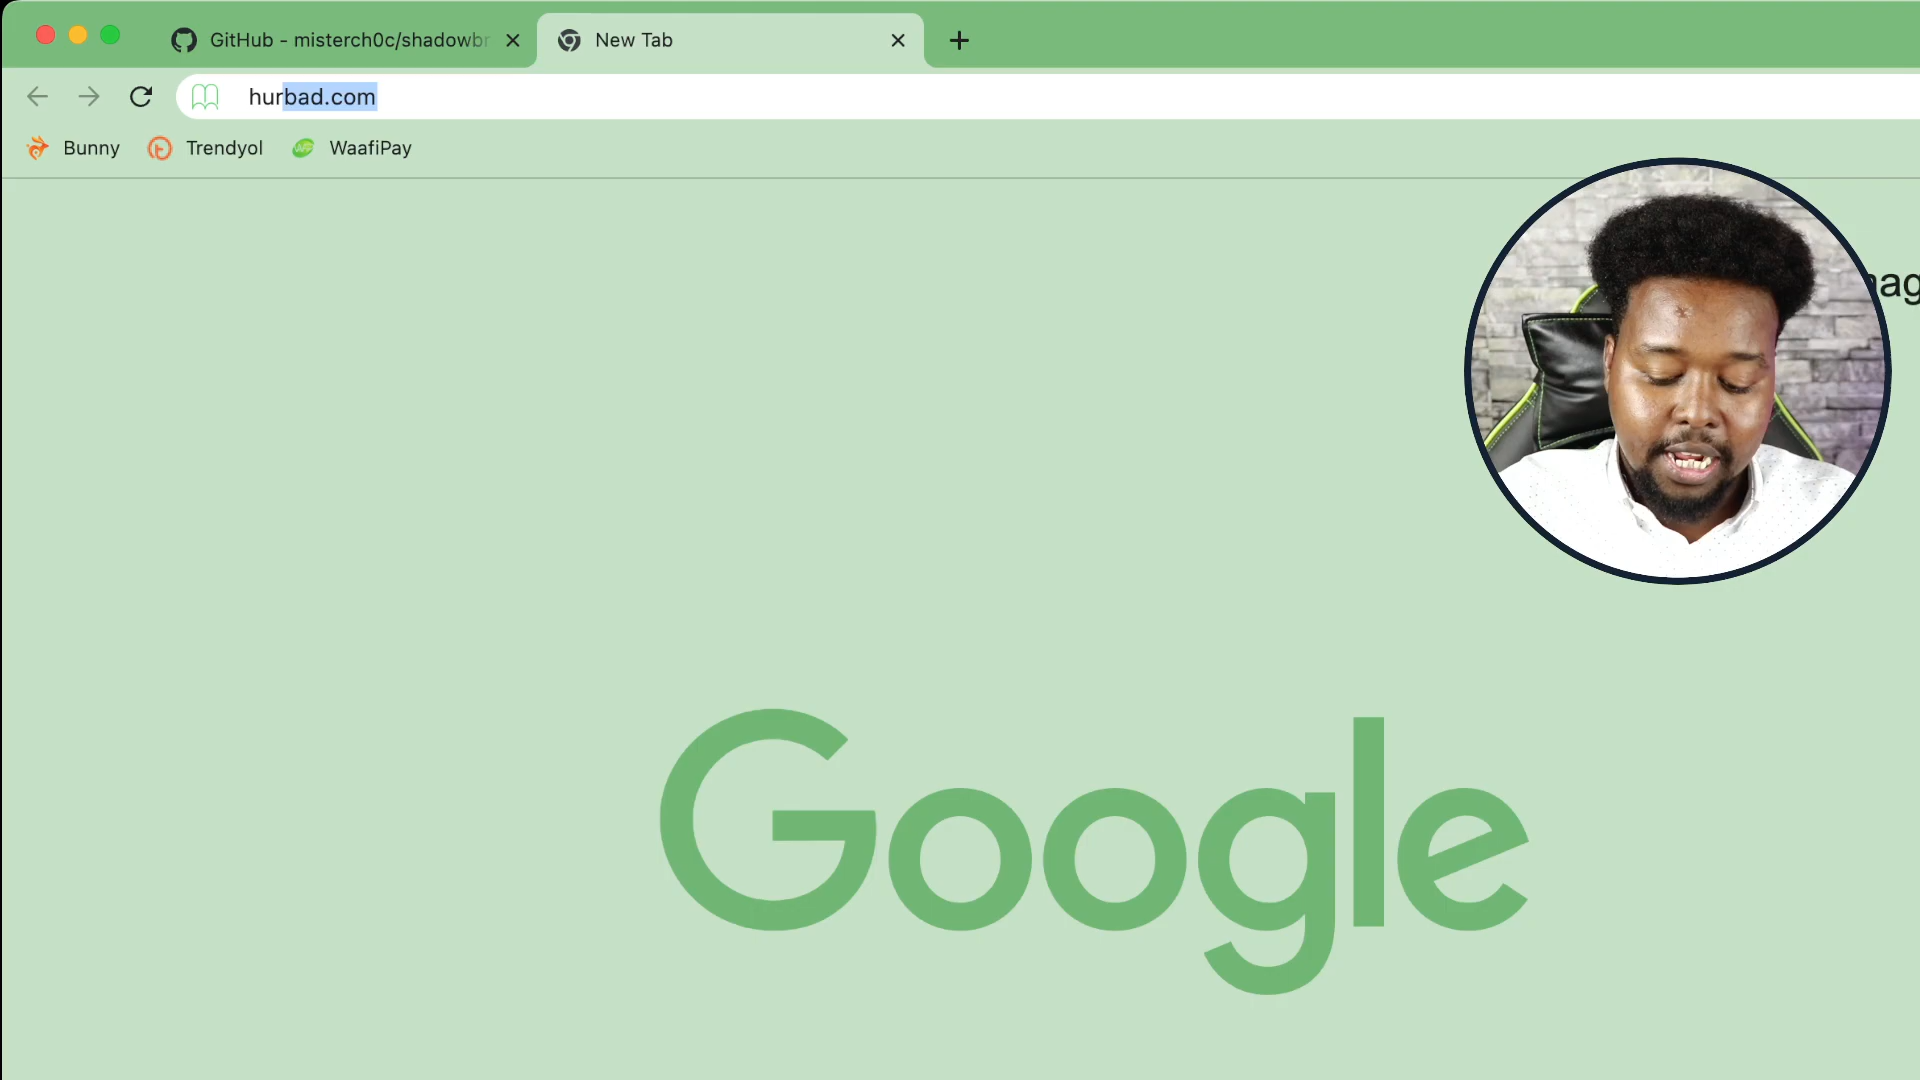 GitHub - misterch0c/shadowbr
New Tab
hurbad.com
Bunny
Trendyol
WaafiPay
Google